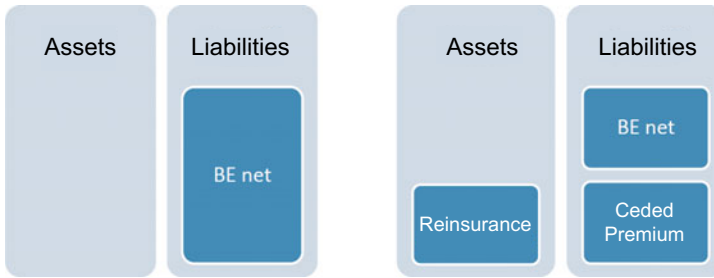 Assets
Liabilities
BE net
Assets
Liabilities
BE net
Reinsurance
Ceded
Premium